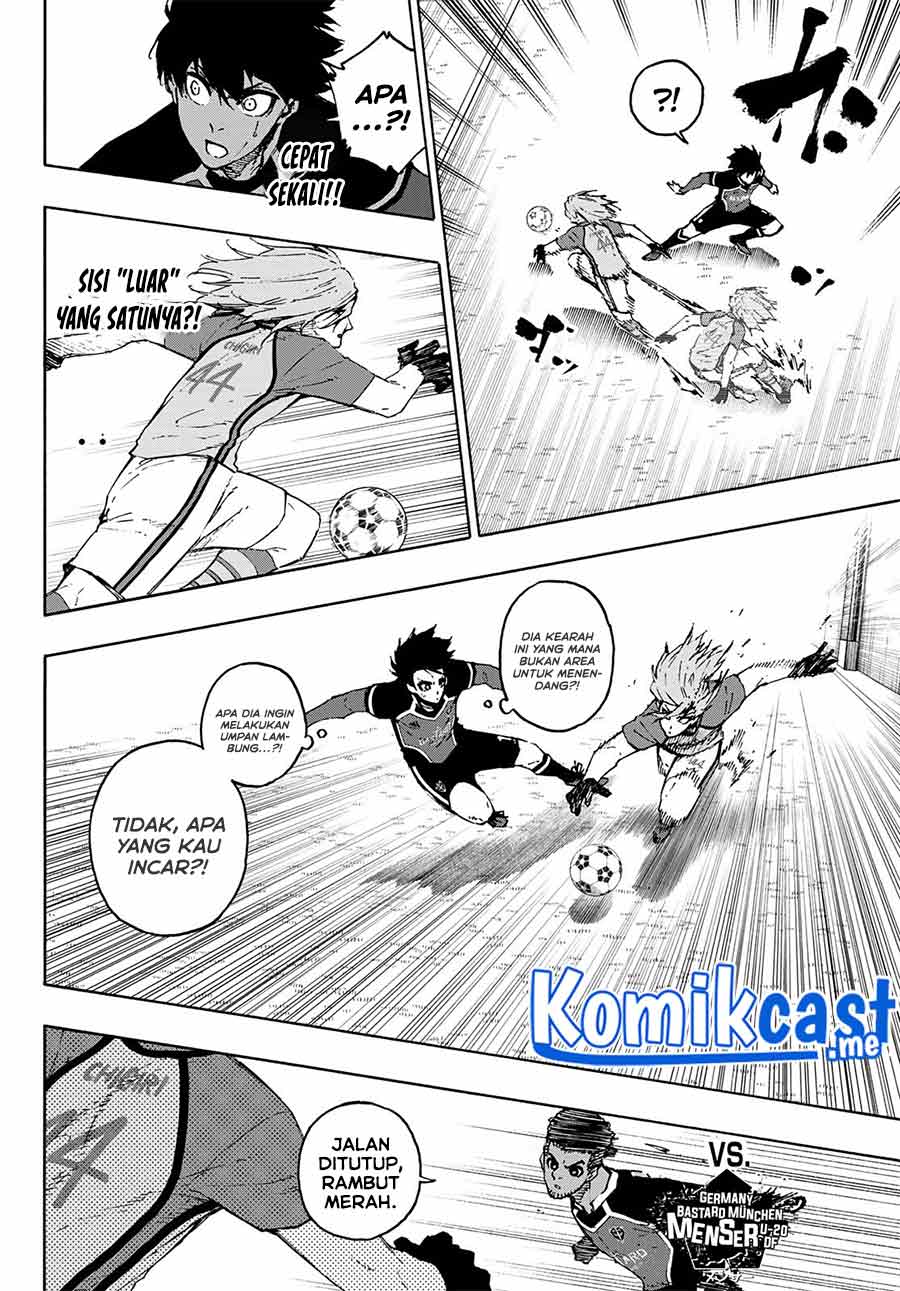 ?!
APA
...?!
CEPAT
SEKALI!!
SISI "LUAR"
YANG SATUNYA?!
CHIGIRI
44
DIA KEARAH
INI YANG MANA
BUKAN AREA
UNTUK MENEN-
DANG?!
APA DIA INGIN
MELAKUKAN
UMPAN LAM-
BUNG...?!
TIDAK, APA
YANG KAU
INCAR?!
Komikcast
.me
CHIGIRI
44
JALAN
DITUTUP,
RAMBUT
MERAH.
VS.
GERMANY
BASTARD MÜNCHEN
MENSER U-20
DF